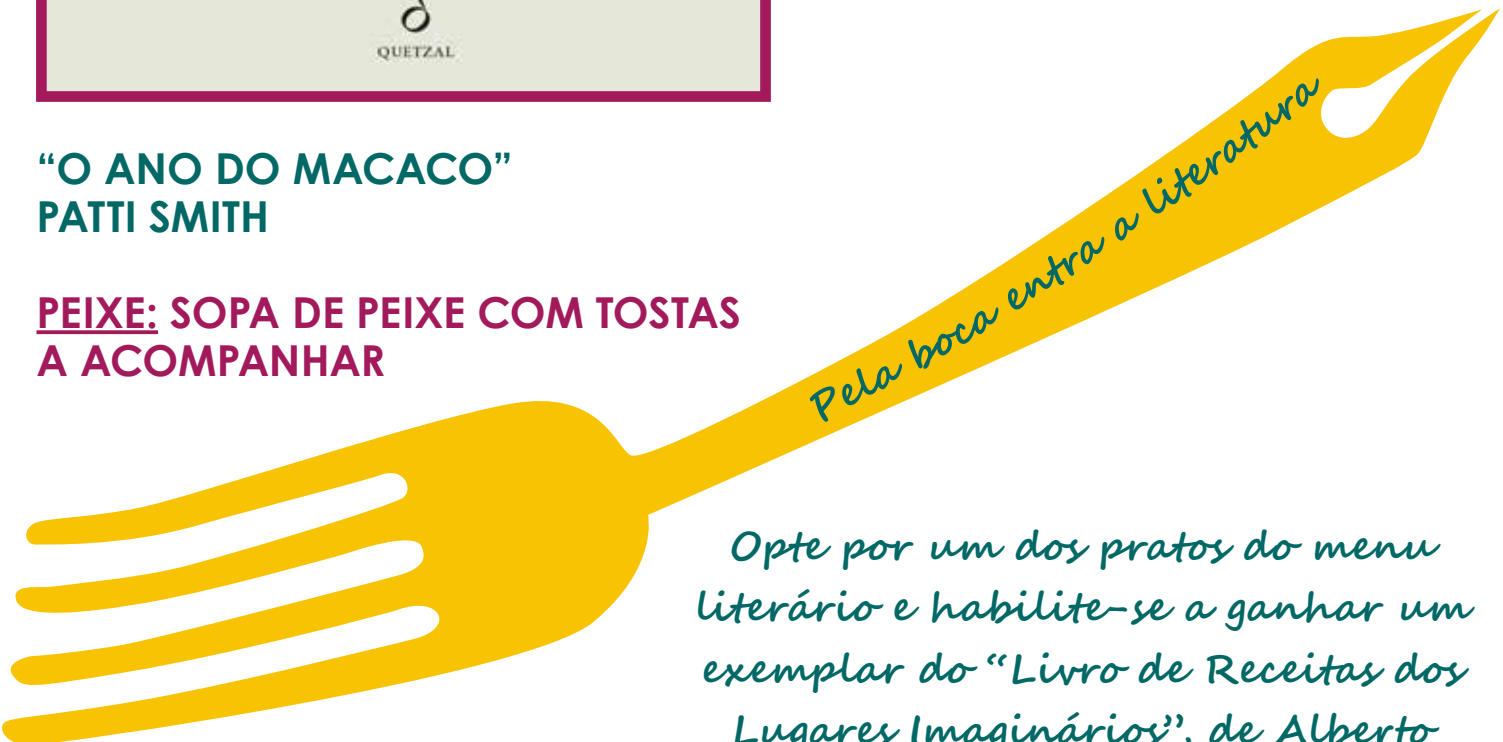 QUETZAL
“O ANO DO MACACO”
PATTI SMITH
PEIXE: SOPA DE PEIXE COM TOSTAS
A ACOMPANHAR
Pela boca entra a literatura
Opte por um dos pratos do menu
literário e habilite-se a ganhar um
exemplar do “Livro de Receitas dos
Lugares Imaginários”, de Alberto